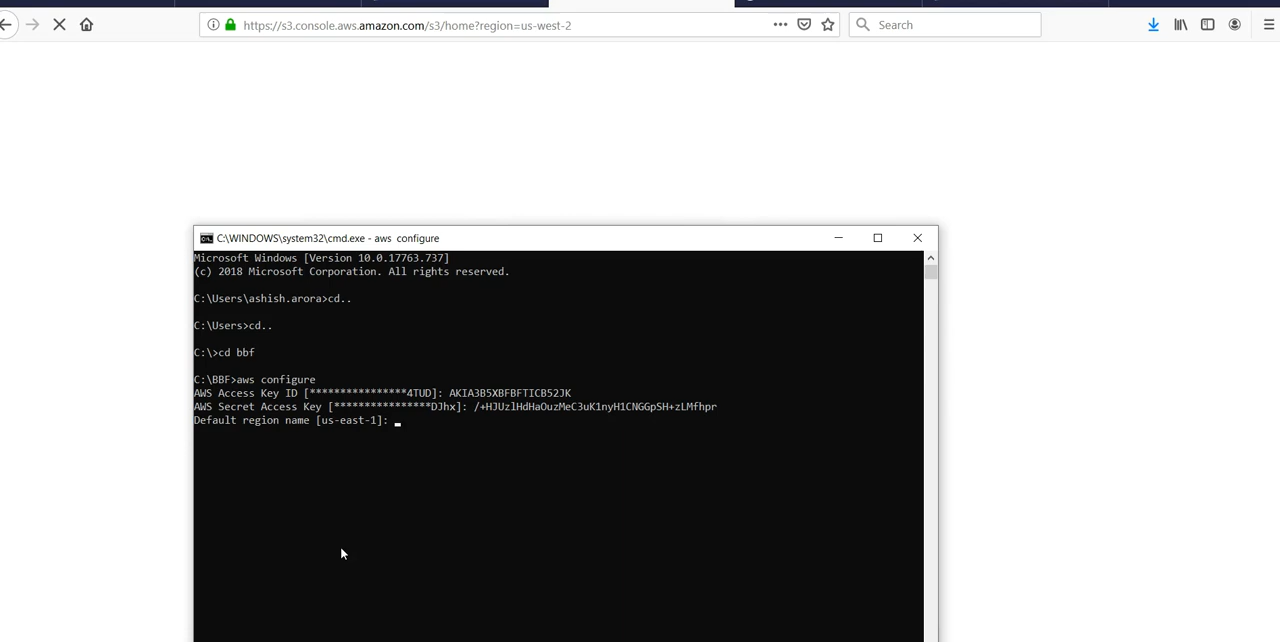 https://s3.console.aws.amazon.com/s3/home?region=us-west-2
Search
C:\WINDOWS\system32\cmd.exe - aws configure
Microsoft Windows [Version 10.0.17763.737]
(c) 2018 Microsoft Corporation. All rights reserved.
C:\Users\ashish.arora>cd..
C:\Users>cd..
C:\>cd bbf
C:\BBF>aws configure
AWS Access Key ID [****************4TUD]: AKIA3B5XBFBFTICB52JK
AWS Secret Access Key [****************DJhx]: 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
Default region name [us-east-1]: